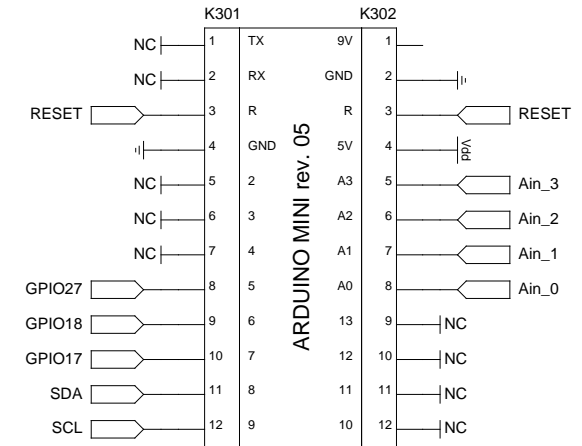 K301 K302
NC 1 TX 9V 1
NC 2 RX GND 2
RESET 3 R R 3 RESET
4 GND 5V 4 Vdd
NC 5 2 A3 5 Ain_3
NC 6 3 A2 6 Ain_2
NC 7 4 A1 7 Ain_1
GPIO27 8 5 A0 8 Ain_0
GPIO18 9 6 13 9 NC
GPIO17 10 7 12 10 NC
SDA 11 8 11 11 NC
SCL 12 9 10 12 NC
ARDUINO MINI rev. 05